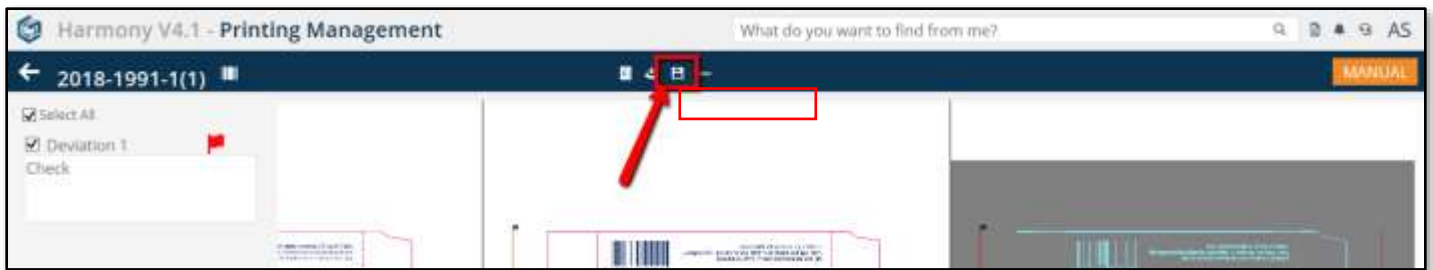 Harmony V4.1 - Printing Management
What do you want to find from me?
AS
2018-1991-1(1)
MANUAL
Select All
Deviation 1
Check